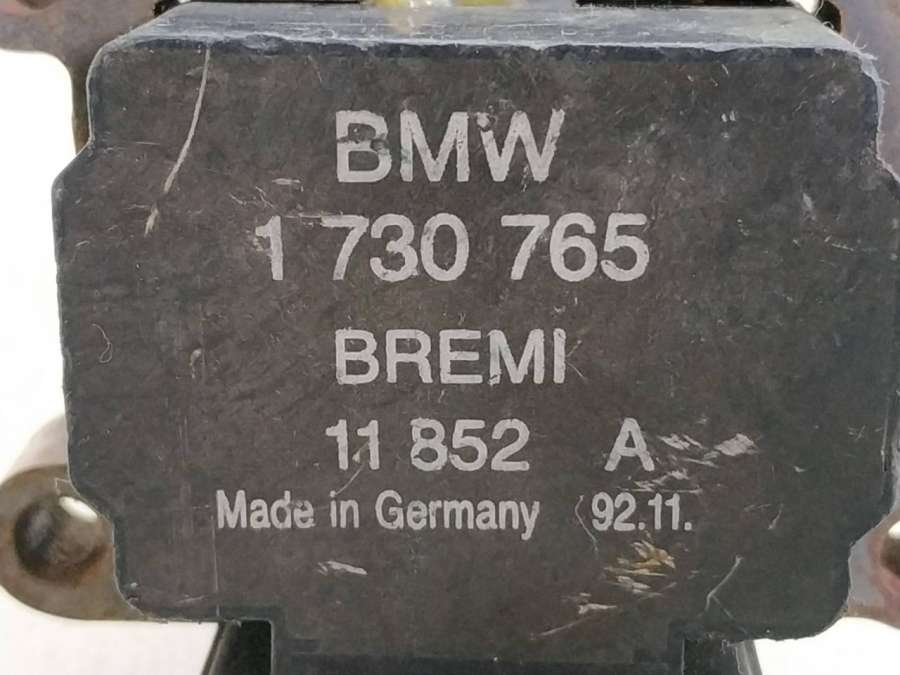 BMW
1 730 765
BREMI
11 852 A
Made in Germany 92.11.